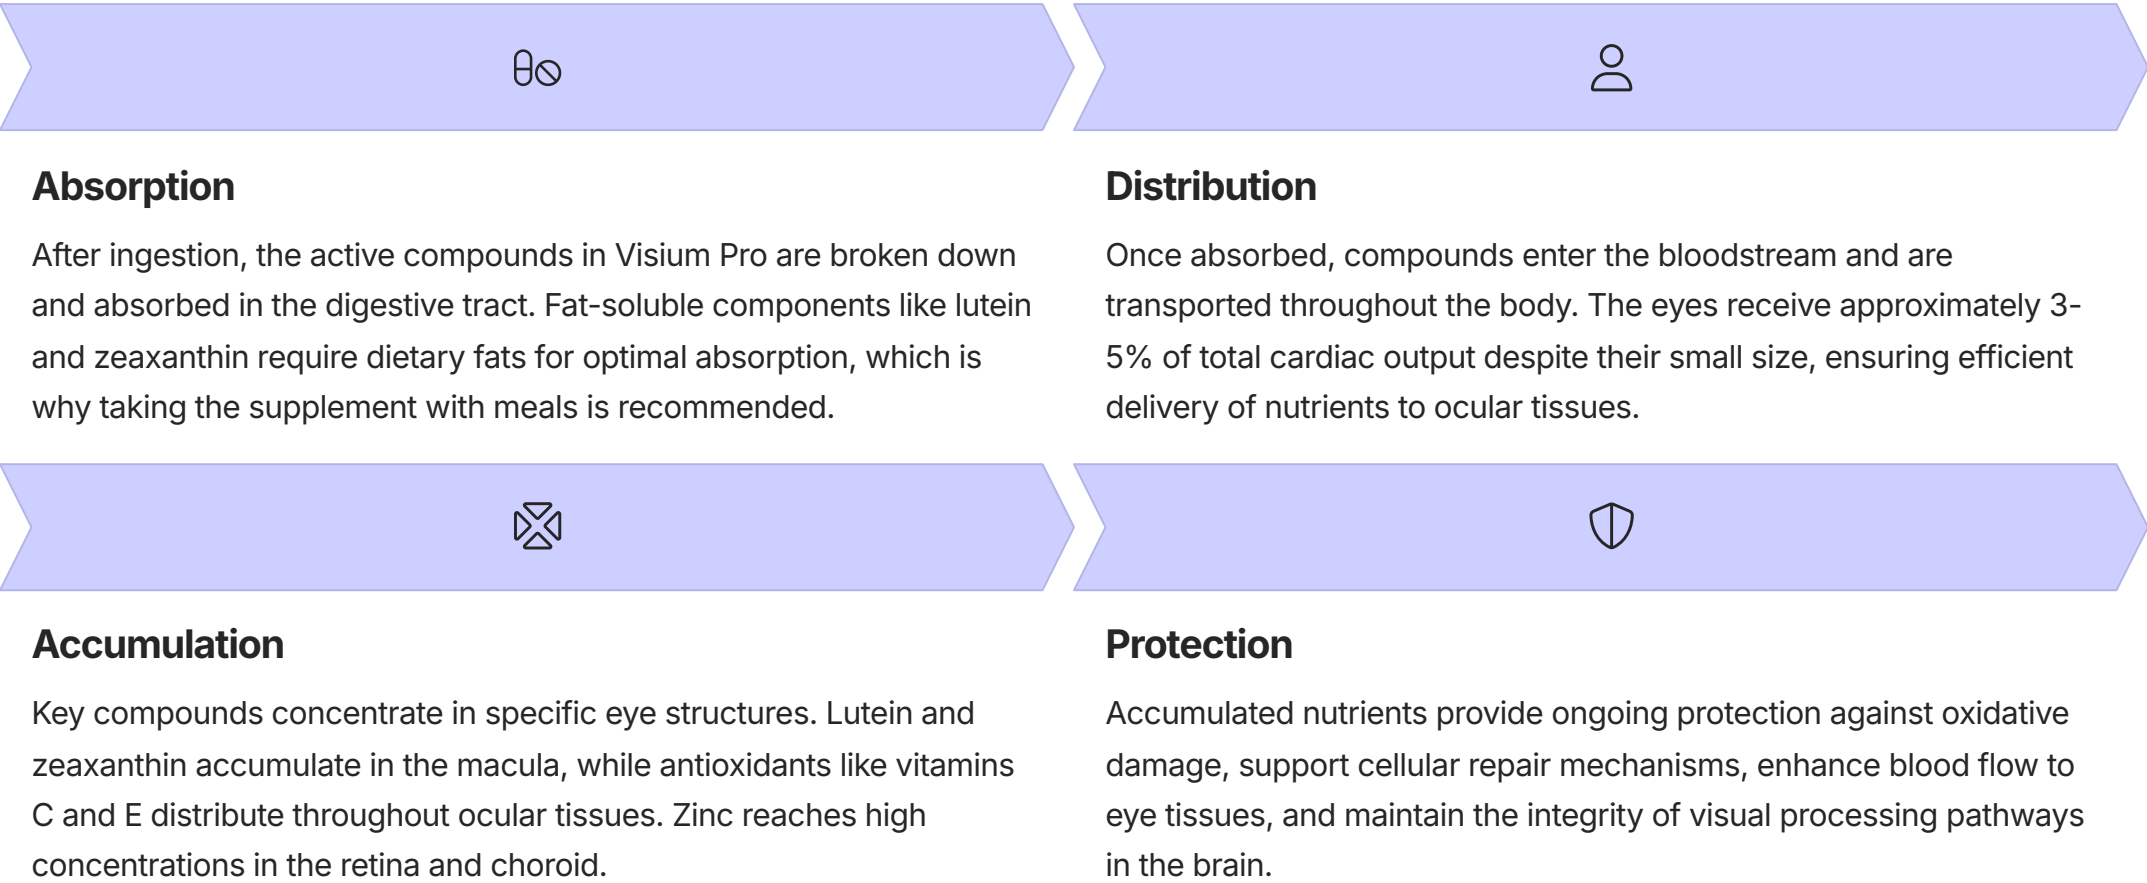 Absorption
After ingestion, the active compounds in Visium Pro are broken down
and absorbed in the digestive tract. Fat-soluble components like lutein
and zeaxanthin require dietary fats for optimal absorption, which is
why taking the supplement with meals is recommended.
Distribution
Once absorbed, compounds enter the bloodstream and are
transported throughout the body. The eyes receive approximately 3-
5% of total cardiac output despite their small size, ensuring efficient
delivery of nutrients to ocular tissues.
Accumulation
Key compounds concentrate in specific eye structures. Lutein and
zeaxanthin accumulate in the macula, while antioxidants like vitamins
C and E distribute throughout ocular tissues. Zinc reaches high
concentrations in the retina and choroid.
Protection
Accumulated nutrients provide ongoing protection against oxidative
damage, support cellular repair mechanisms, enhance blood flow to
eye tissues, and maintain the integrity of visual processing pathways
in the brain.